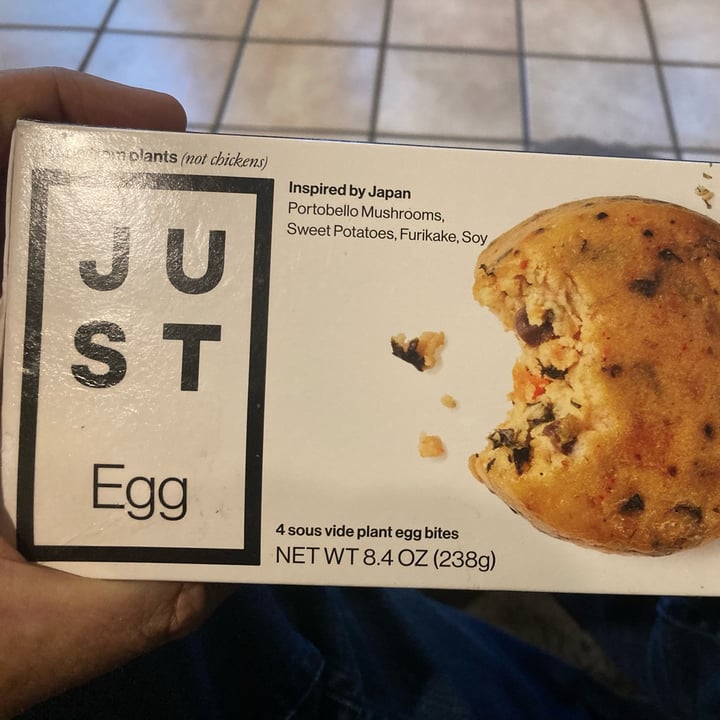 plants (not chickens)
JU
ST
Egg
Inspired by Japan
Portobello Mushrooms,
Sweet Potatoes, Furikake, Soy
4 sous vide plant egg bites
NET WT 8.4 OZ (238g)